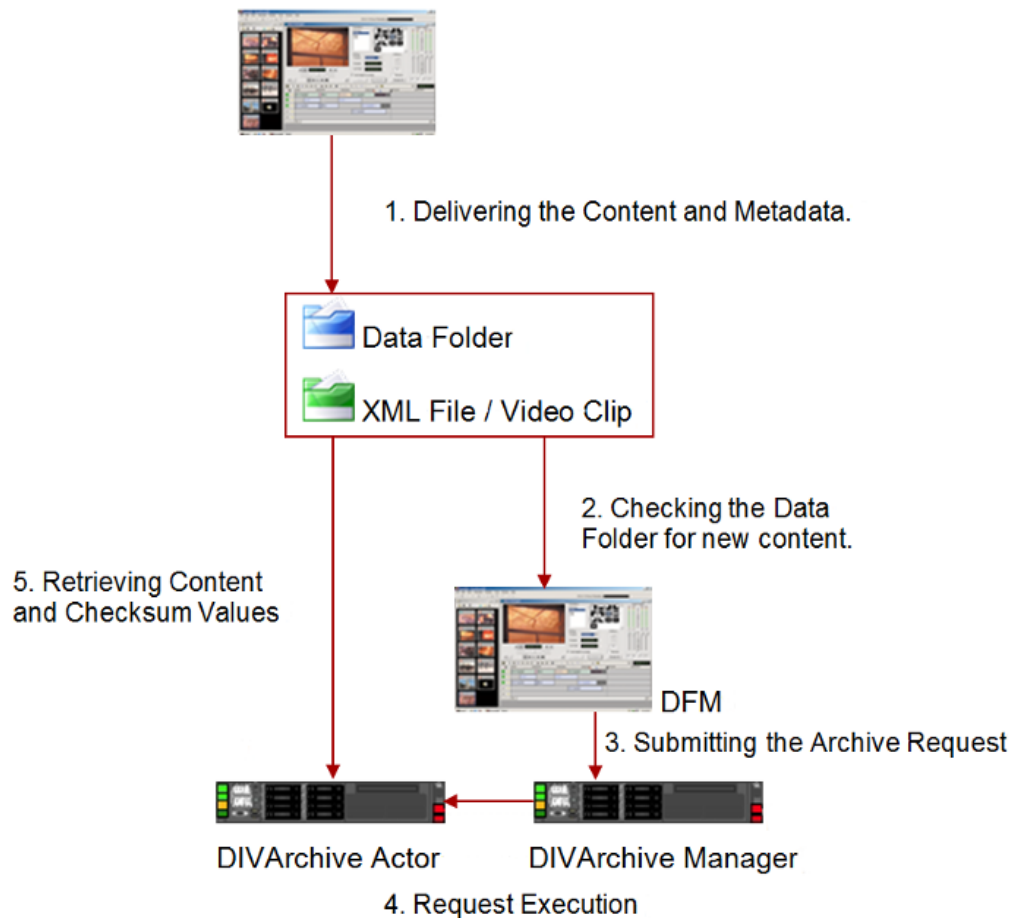 1. Delivering the Content and Metadata.
Data Folder
XML File / Video Clip
2. Checking the Data
Folder for new content.
5. Retrieving Content
and Checksum Values
DFM
3. Submitting the Archive Request
DIVArchive Actor
DIVArchive Manager
4. Request Execution